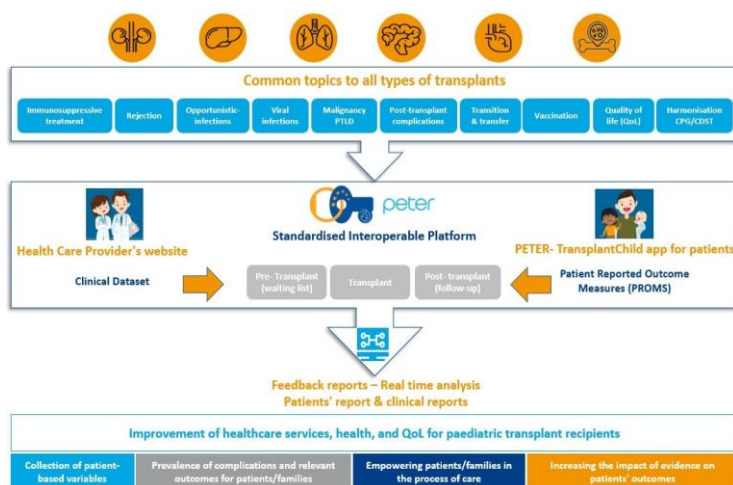 Common topics to all types of transplants
Immunosuppressive
treatment
Rejection
Opportunistic-
infections
Viral
infections
Malignancy
PTLD
Post-transplant
complications
Transition
& transfer
Vaccination
Quality of
life (QoL)
Harmonisation
CPG/CDST
peter
Health Care Provider's website
Standardised Interoperable Platform
PETER- TransplantChild app for patients
Clinical Dataset
Pre- Transplant
(waiting list)
Transplant
Post- transplant
(follow-up)
Patient Reported Outcome
Measures (PROMS)
Feedback reports – Real time analysis
Patients' report & clinical reports
Improvement of healthcare services, health, and QoL for paediatric transplant recipients
Collection of patient-
based variables
Prevalence of complications and relevant
outcomes for patients/families
Empowering patients/families in
the process of care
Increasing the impact of evidence on
patients' outcomes